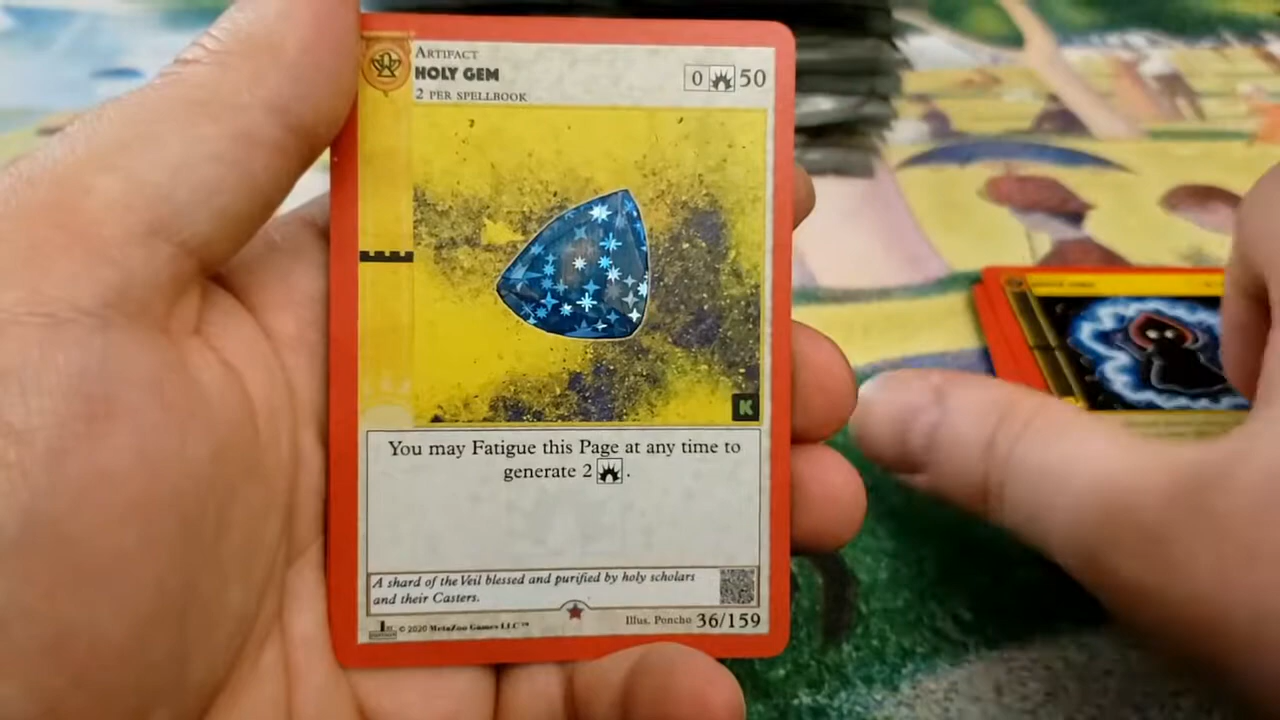 ARTIFACT
HOLY GEM
0 50
2 PER SPELLBOOK
K
You may Fatigue this Page at any time to
generate 2 .
A shard of the Veil blessed and purified by holy scholars
and their Casters.
1st © 2020 MetaZoo Games LLC™
Illus. Poncho 36/159